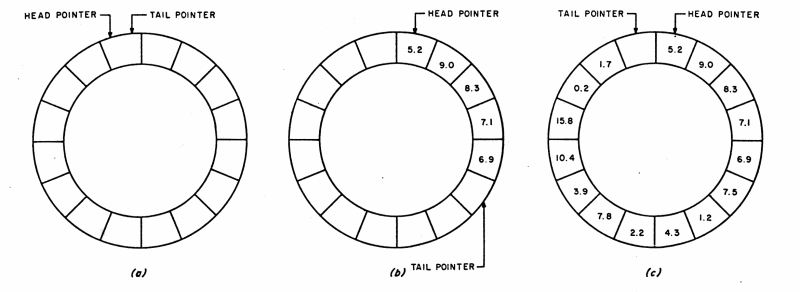 HEAD POINTER
TAIL POINTER
(a)
HEAD POINTER
5.2
9.0
8.3
7.1
6.9
(b)
TAIL POINTER
TAIL POINTER
HEAD POINTER
5.2
9.0
8.3
7.1
6.9
7.5
1.2
4.3
2.2
7.8
3.9
10.4
15.8
0.2
1.7
(c)